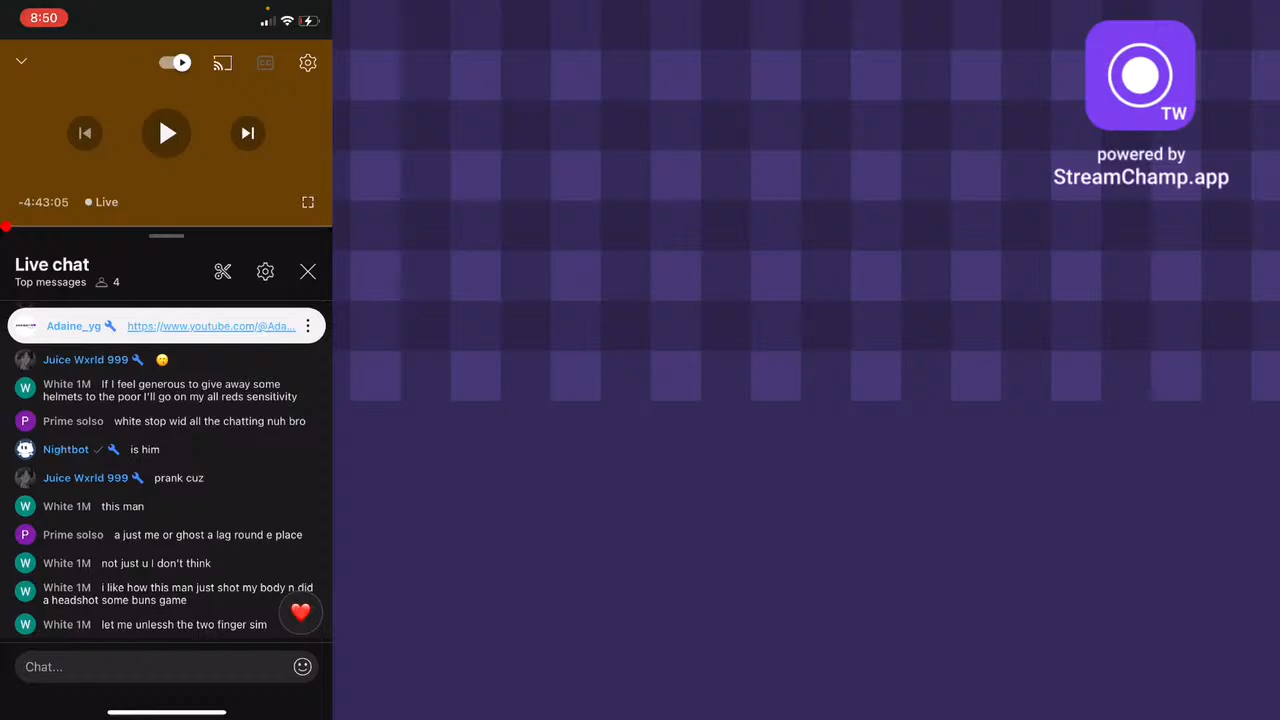 8:50
TW
powered by
StreamChamp.app
CC
-4:43:05 Live
Live chat
Top messages 4
Adaine_yg https://www.youtube.com/@Ada...
Juice Wxrld 999
W White 1M If I feel generous to give away some
helmets to the poor I'll go on my all reds sensitivity
P Prime solso white stop wid all the chatting nuh bro
Nightbot is him
Juice Wxrld 999 prank cuz
W White 1M this man
P Prime solso a just me or ghost a lag round e place
W White 1M not just u I don't think
W White 1M i like how this man just shot my body n did
a headshot some buns game
W White 1M let me unlessh the two finger sim
Chat...